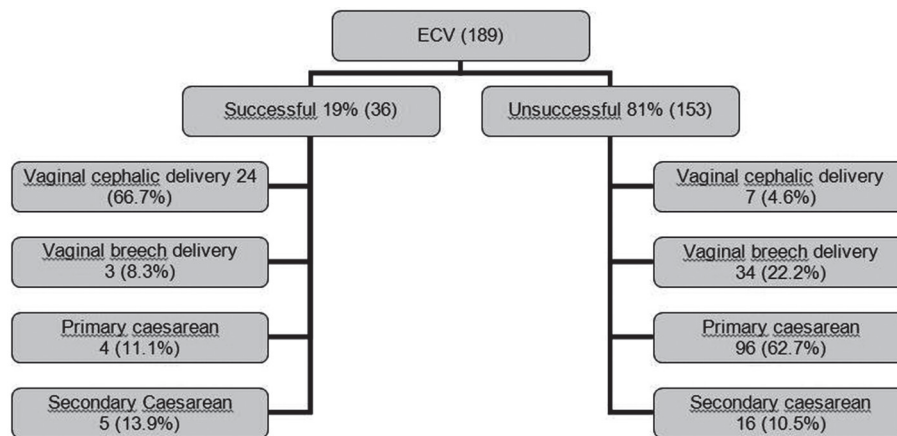 ECV (189)
Successful 19% (36)
Unsuccessful 81% (153)
Vaginal cephalic delivery 24
(66.7%)
Vaginal breech delivery
3 (8.3%)
Primary caesarean
4 (11.1%)
Secondary Caesarean
5 (13.9%)
Vaginal cephalic delivery
7 (4.6%)
Vaginal breech delivery
34 (22.2%)
Primary caesarean
96 (62.7%)
Secondary caesarean
16 (10.5%)